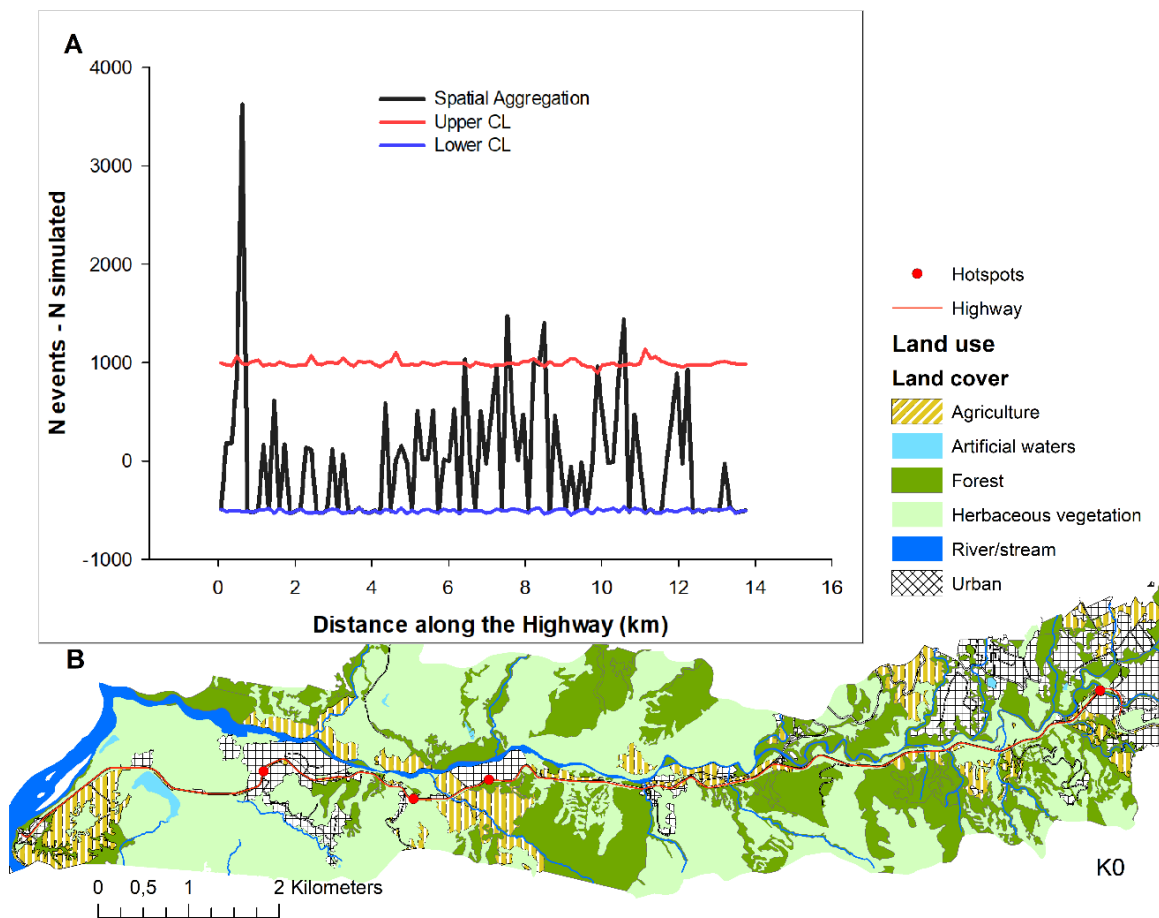 A
4000
3000
2000
1000
0
-1000
N events - N simulated
Spatial Aggregation
Upper CL
Lower CL
0 2 4 6 8 10 12 14 16
Distance along the Highway (km)
Hotspots
Highway
Land use
Land cover
Agriculture
Artificial waters
Forest
Herbaceous vegetation
River/stream
Urban
B
K0
0 0,5 1 2 Kilometers